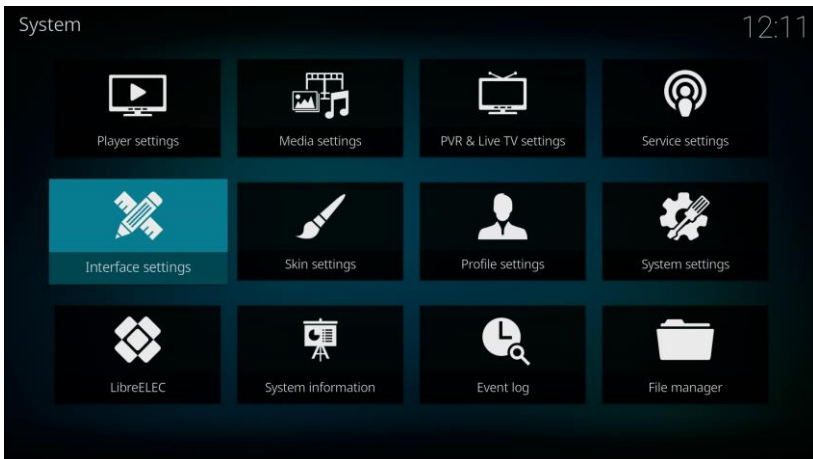 System
12:11
Player settings
Media settings
PVR & Live TV settings
Service settings
Interface settings
Skin settings
Profile settings
System settings
LibreELEC
System information
Event log
File manager